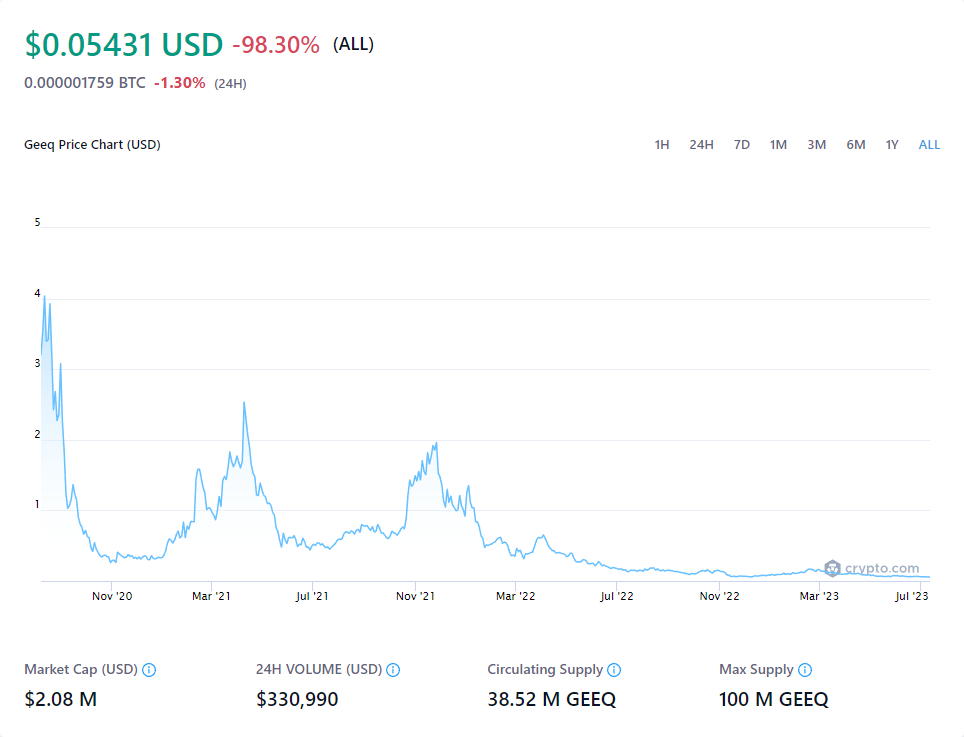 $0.05431 USD -98.30% (ALL)
0.000001759 BTC -1.30% (24H)
Geeq Price Chart (USD) 1H 24H 7D 1M 3M 6M 1Y ALL
5
4
3
2
1
crypto.com
Nov '20 Mar '21 Jul '21 Nov '21 Mar '22 Jul '22 Nov '22 Mar '23 Jul '23
Market Cap (USD) 24H VOLUME (USD) Circulating Supply Max Supply
$2.08 M $330,990 38.52 M GEEQ 100 M GEEQ